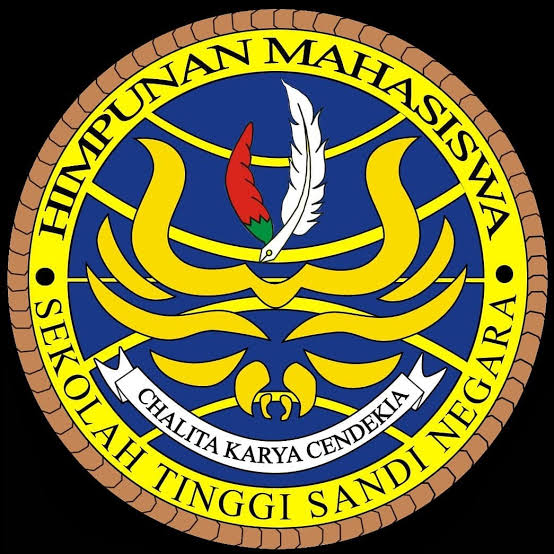 HIMPUNAN MAHASISWA
CHALITA KARYA CENDEKIA
SEKOLAH TINGGI SANDI NEGARA